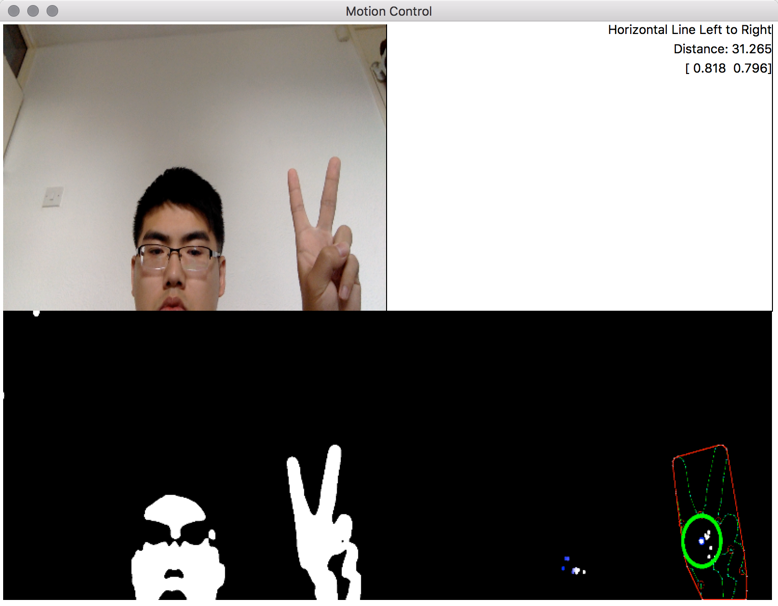 Motion Control
Horizontal Line Left to Right
Distance: 31.265
[ 0.818  0.796]